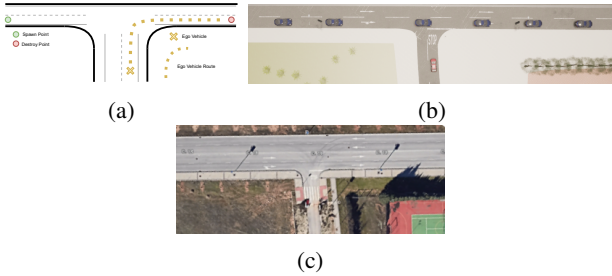 Spawn Point
Destroy Point
Ego Vehicle
Ego Vehicle Route
(a)
(b)
(c)